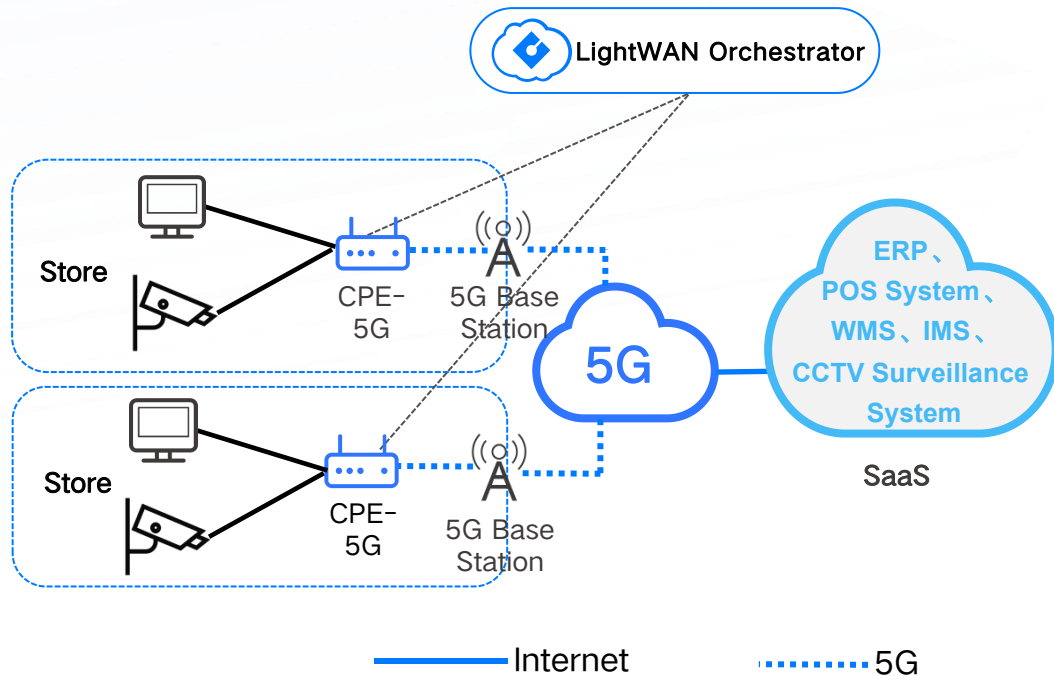 LightWAN Orchestrator
Store
CPE-
5G
5G Base
Station
5G
ERP、
POS System、
WMS、IMS、
CCTV Surveillance
System
SaaS
Store
CPE-
5G
5G Base
Station
Internet
5G